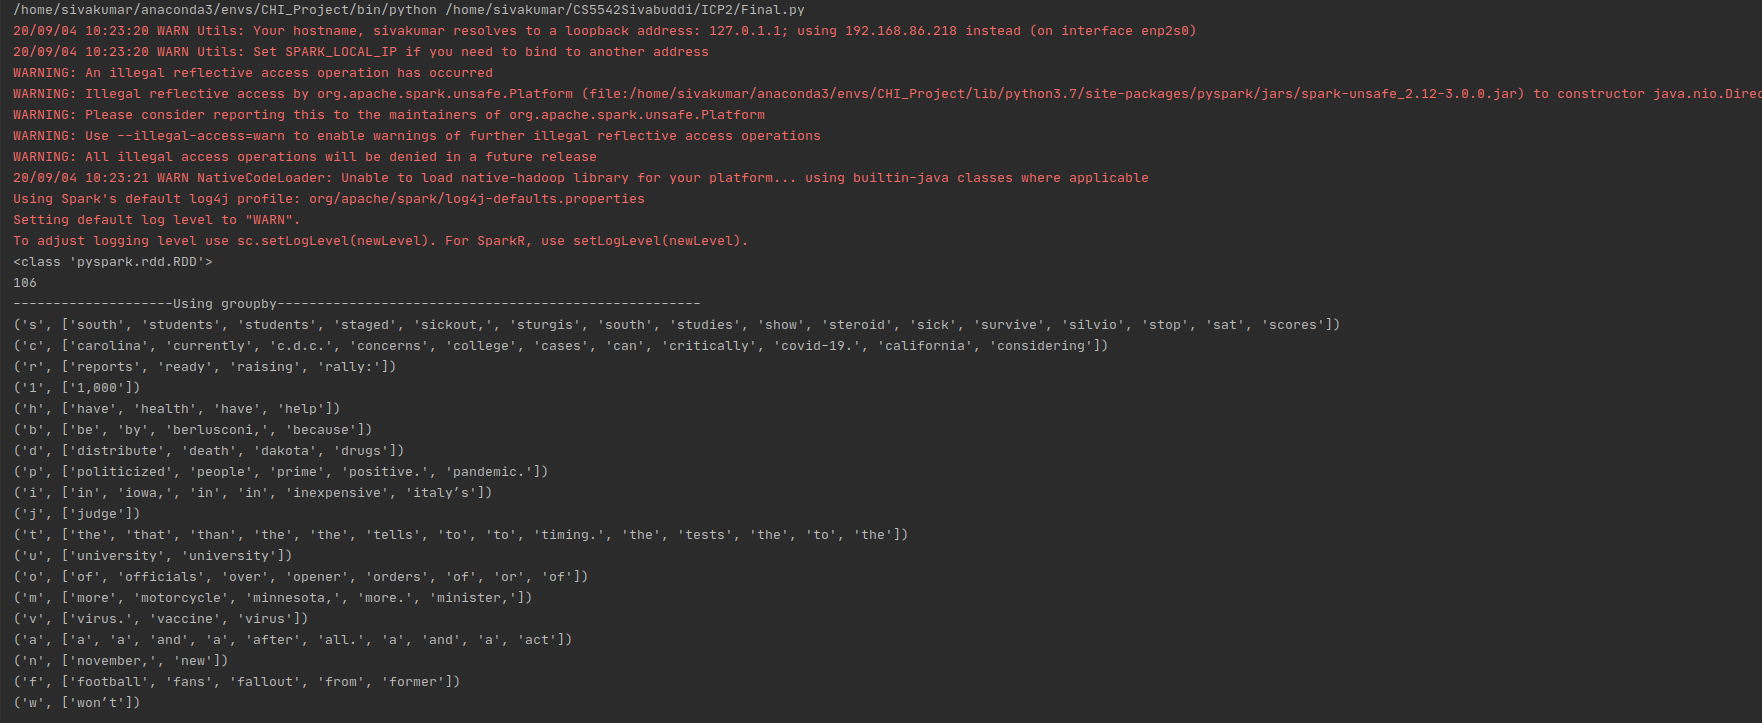 /home/sivakumar/anaconda3/envs/CHI_Project/bin/python /home/sivakumar/CS5542Sivabuddi/ICP2/Final.py
20/09/04 10:23:20 WARN Utils: Your hostname, sivakumar resolves to a loopback address: 127.0.1.1; using 192.168.86.218 instead (on interface enp2s0)
20/09/04 10:23:20 WARN Utils: Set SPARK_LOCAL_IP if you need to bind to another address
WARNING: An illegal reflective access operation has occurred
WARNING: Illegal reflective access by org.apache.spark.unsafe.Platform (file:/home/sivakumar/anaconda3/envs/CHI_Project/lib/python3.7/site-packages/pyspark/jars/spark-unsafe_2.12-3.0.0.jar) to constructor java.nio.Direc
WARNING: Please consider reporting this to the maintainers of org.apache.spark.unsafe.Platform
WARNING: Use --illegal-access=warn to enable warnings of further illegal reflective access operations
WARNING: All illegal access operations will be denied in a future release
20/09/04 10:23:21 WARN NativeCodeLoader: Unable to load native-hadoop library for your platform... using builtin-java classes where applicable
Using Spark's default log4j profile: org/apache/spark/log4j-defaults.properties
Setting default log level to "WARN".
To adjust logging level use sc.setLogLevel(newLevel). For SparkR, use setLogLevel(newLevel).
<class 'pyspark.rdd.RDD'>
106
--------------------Using groupby-----------------------------------------------------
('s', ['south', 'students', 'students', 'staged', 'sickout,', 'sturgis', 'south', 'studies', 'show', 'steroid', 'sick', 'survive', 'silvio', 'stop', 'sat', 'scores'])
('c', ['carolina', 'currently', 'c.d.c.', 'concerns', 'college', 'cases', 'can', 'critically', 'covid-19.', 'california', 'considering'])
('r', ['reports', 'ready', 'raising', 'rally:'])
('1', ['1,000'])
('h', ['have', 'health', 'have', 'help'])
('b', ['be', 'by', 'berlusconi,', 'because'])
('d', ['distribute', 'death', 'dakota', 'drugs'])
('p', ['politicized', 'people', 'prime', 'positive.', 'pandemic.'])
('i', ['in', 'iowa,', 'in', 'in', 'inexpensive', 'italy’s'])
('j', ['judge'])
('t', ['the', 'that', 'than', 'the', 'the', 'tells', 'to', 'to', 'timing.', 'the', 'tests', 'the', 'to', 'the'])
('u', ['university', 'university'])
('o', ['of', 'officials', 'over', 'opener', 'orders', 'of', 'or', 'of'])
('m', ['more', 'motorcycle', 'minnesota,', 'more.', 'minister,'])
('v', ['virus.', 'vaccine', 'virus'])
('a', ['a', 'a', 'and', 'a', 'after', 'all.', 'a', 'and', 'a', 'act'])
('n', ['november,', 'new'])
('f', ['football', 'fans', 'fallout', 'from', 'former'])
('w', ['won’t'])